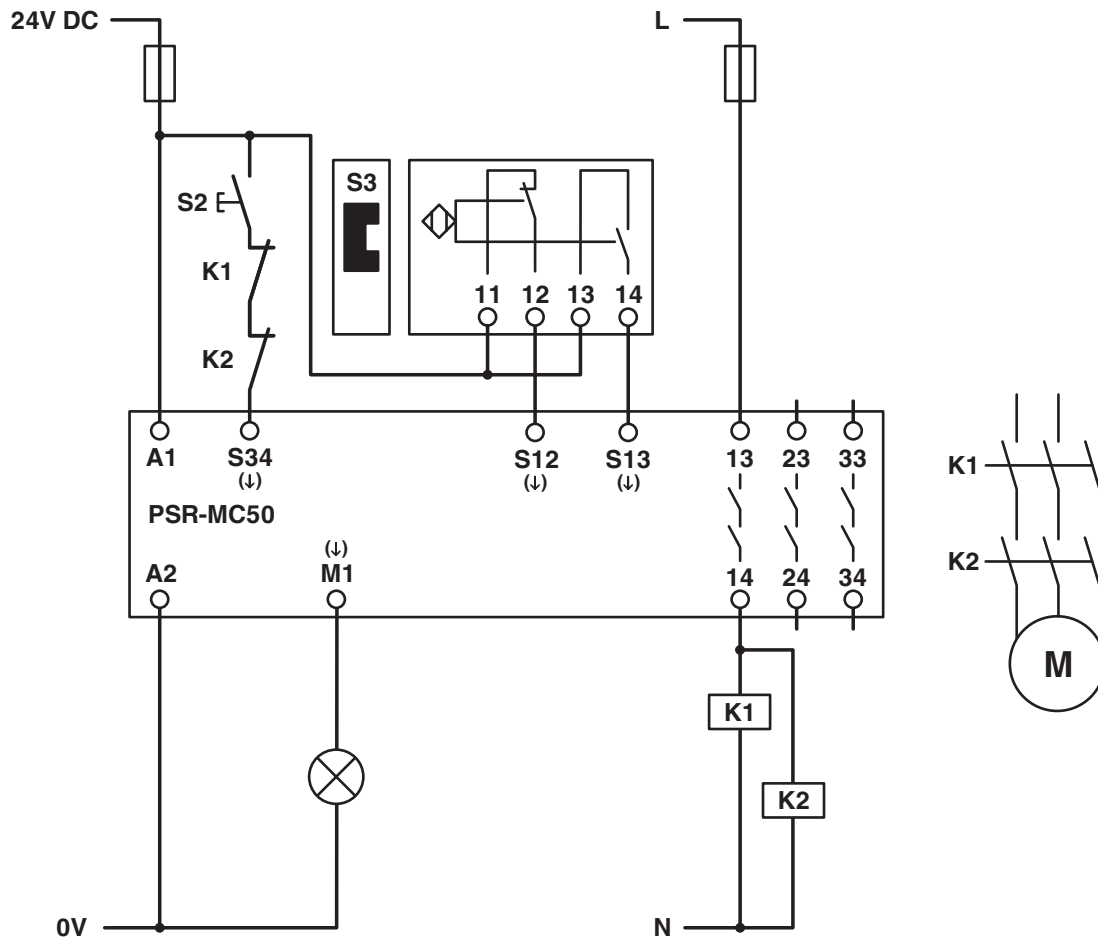 24V DC
L
S3
S2
K1
11 12 13 14
K2
A1 S34 S12 S13 13 23 33
(↓) (↓) (↓)
K1
PSR-MC50
(↓)
A2 M1 14 24 34
K2
M
K1
K2
0V N